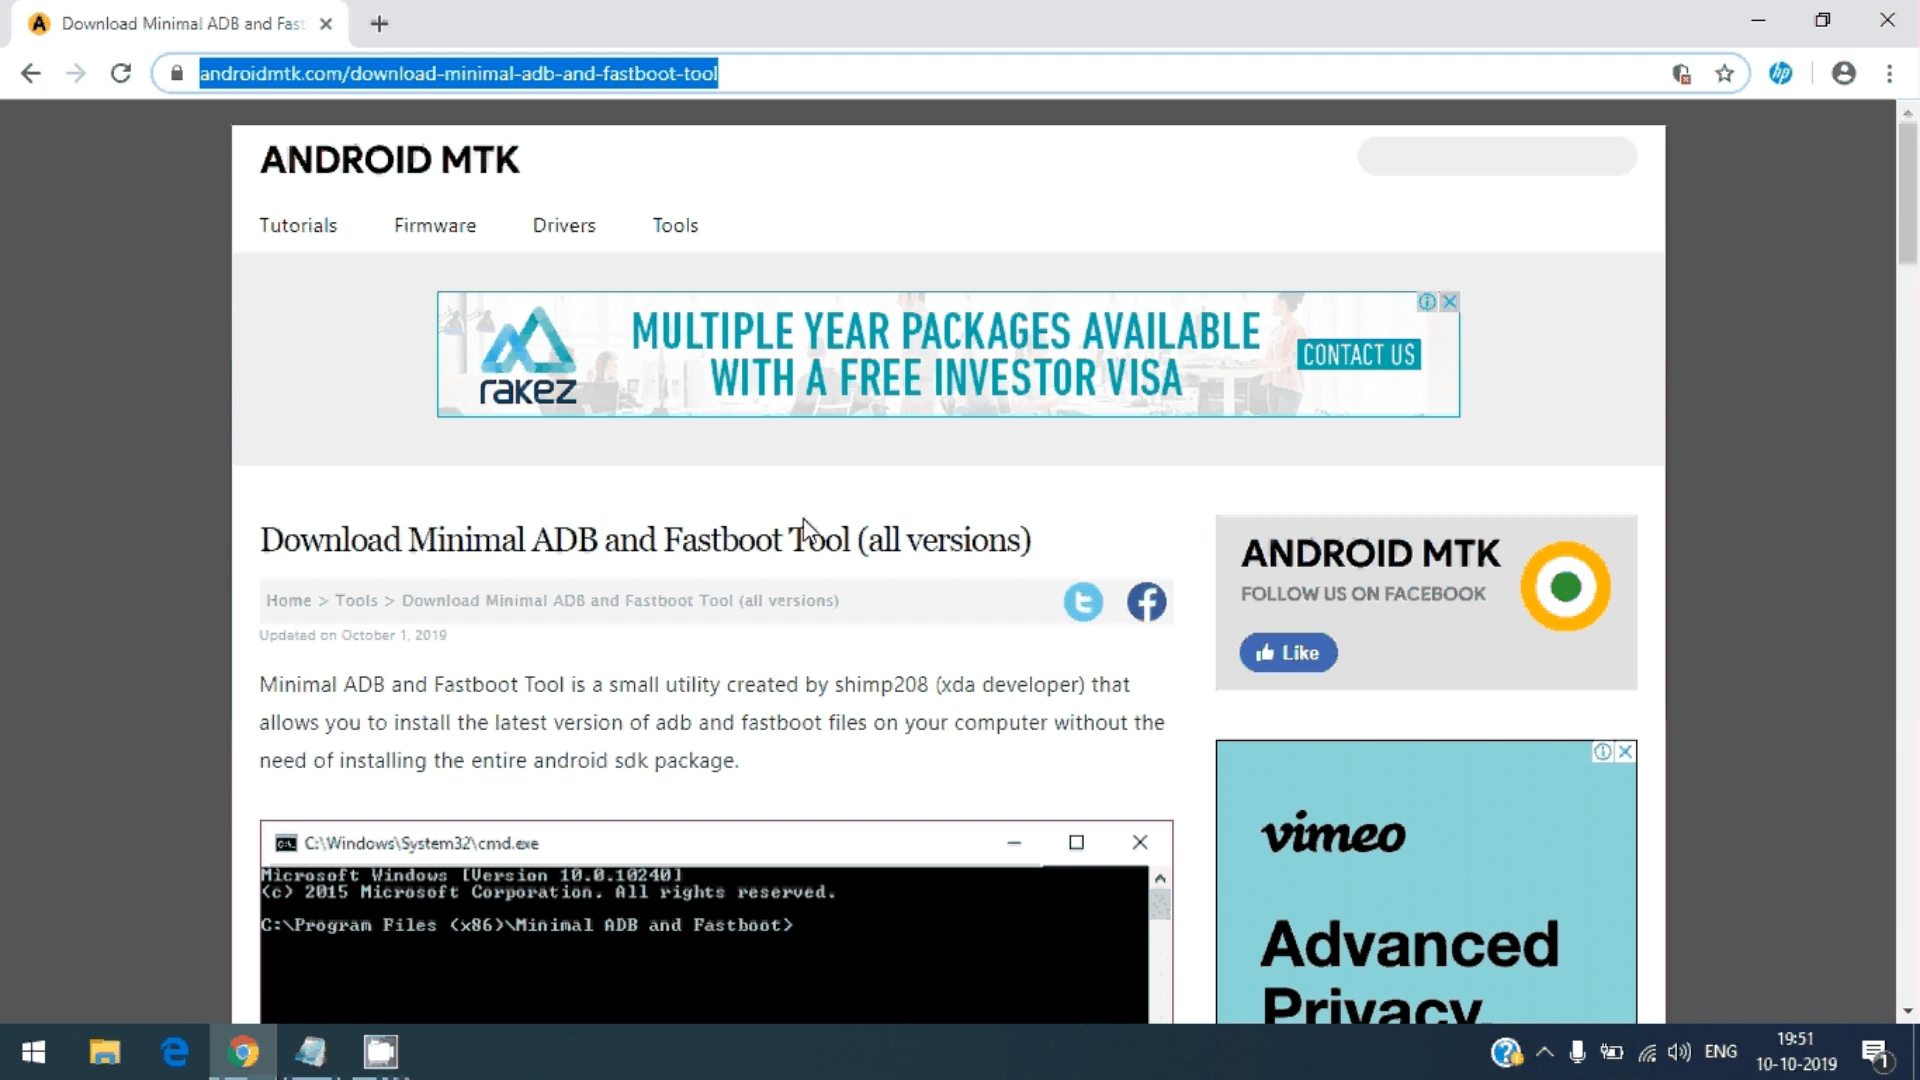 Download Minimal ADB and Fast
androidmtk.com/download-minimal-adb-and-fastboot-tool
hp
ANDROID MTK
Tutorials Firmware Drivers Tools
rakez
MULTIPLE YEAR PACKAGES AVAILABLE
WITH A FREE INVESTOR VISA
CONTACT US
Download Minimal ADB and Fastboot Tool (all versions)
Home > Tools > Download Minimal ADB and Fastboot Tool (all versions)
Updated on October 1, 2019
Minimal ADB and Fastboot Tool is a small utility created by shimp208 (xda developer) that
allows you to install the latest version of adb and fastboot files on your computer without the
need of installing the entire android sdk package.
C:\Windows\System32\cmd.exe
Microsoft Windows [Version 10.0.10240]
(c) 2015 Microsoft Corporation. All rights reserved.
C:\Program Files (x86)\Minimal ADB and Fastboot>
ANDROID MTK
FOLLOW US ON FACEBOOK
Like
vimeo
Advanced
Privacy
ENG
19:51
10-10-2019
1